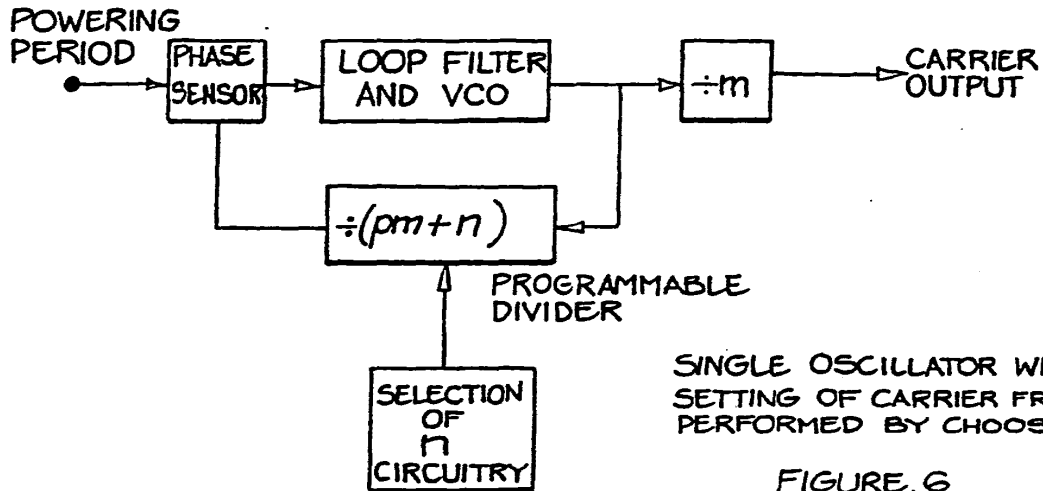 POWERING
PERIOD
PHASE
SENSOR
LOOP FILTER
AND VCO
÷m
CARRIER
OUTPUT
÷(pm+n)
PROGRAMMABLE
DIVIDER
SELECTION
OF
n
CIRCUITRY
SINGLE OSCILLATOR
SETTING OF CARRIER
PERFORMED BY
FIGURE.6